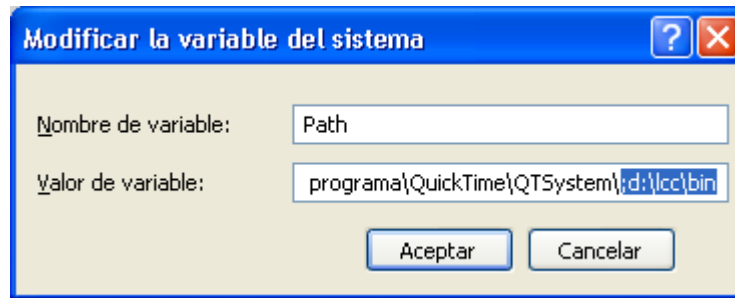 Modificar la variable del sistema
Nombre de variable: Path
Valor de variable: programa\QuickTime\QTSystem\;d:\lcc\bin
Aceptar Cancelar